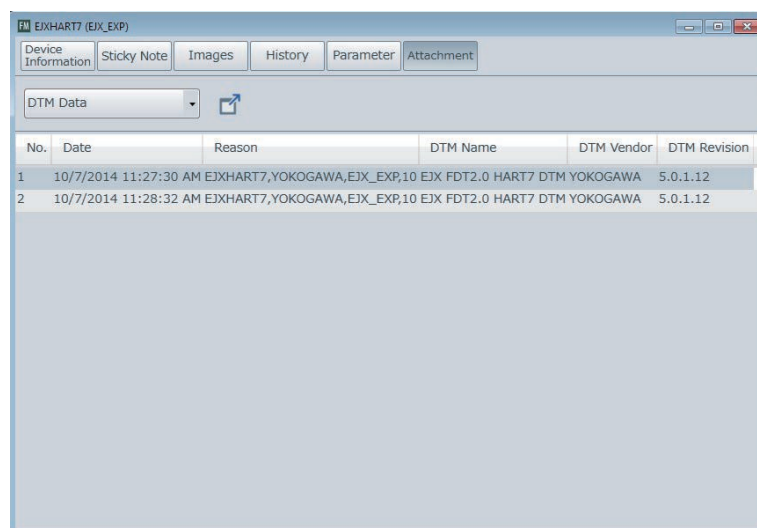 FM EJXHART7 (EJX_EXP)
Device Information Sticky Note Images History Parameter Attachment
DTM Data
No. Date Reason DTM Name DTM Vendor DTM Revision
1 10/7/2014 11:27:30 AM EJXHART7,YOKOGAWA,EJX_EXP,10 EJX FDT2.0 HART7 DTM YOKOGAWA 5.0.1.12
2 10/7/2014 11:28:32 AM EJXHART7,YOKOGAWA,EJX_EXP,10 EJX FDT2.0 HART7 DTM YOKOGAWA 5.0.1.12